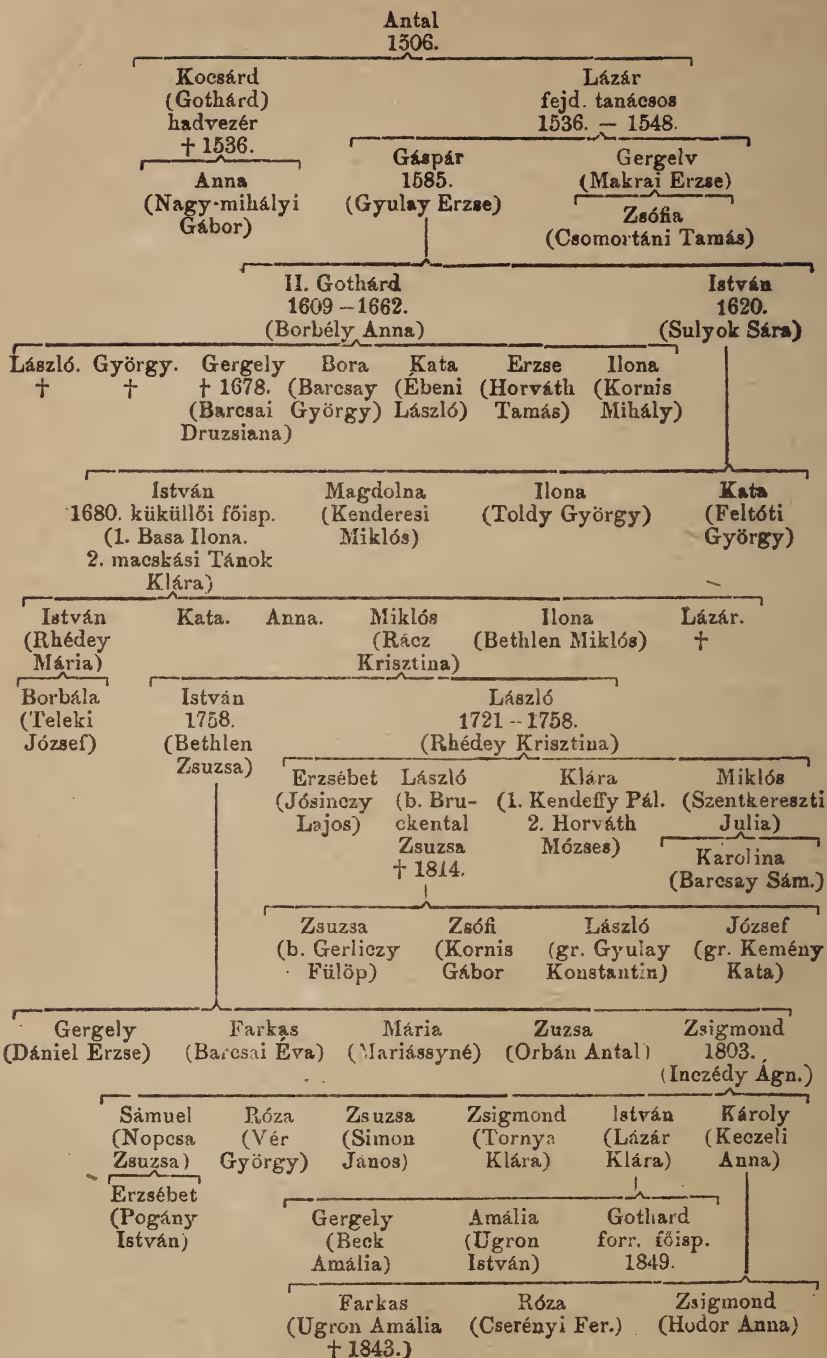 Antal
1506.
Kocsárd Lázár
(Gothárd) fejd. tanácsos
hadvezér 1536. — 1548.
† 1536. Gáspár Gergelv
Anna 1585. (Makrai Erzse)
(Nagy-mihályi (Gyulay Erzse) Zsófia
Gábor) (Csomortáni Tamás)
II. Gothárd István
1609 – 1662. 1620.
(Borbély Anna) (Sulyok Sára)
László. György. Gergely Bora Kata Erzse Ilona
† † † 1678. (Barcsay (Ebeni (Horváth (Kornis
(Barcsai György) László) Tamás) Mihály)
Druzsiana)
István Magdolna Ilona Kata
1680. küküllői főisp. (Kenderesi (Toldy György) (Feltóti
(1. Basa Ilona. Miklós) György)
2. macskási Tánok
Klára)
István Kata. Anna. Miklós Ilona Lázár.
(Rhédey (Rácz (Bethlen Miklós) †
Mária) Krisztina)
Borbála István László
(Teleki 1758. 1721 – 1758.
József) (Bethlen (Rhédey Krisztina)
Zsuzsa)
Erzsébet László Klára Miklós
(Jósinczy (b. Bru- (1. Kendeffy Pál. (Szentkereszti
Lajos) ckental 2. Horváth Julia)
Zsuzsa Mózses) Karolina
† 1814. (Barcsay Sám.)
Zsuzsa Zsófi László József
(b. Gerliczy (Kornis (gr. Gyulay (gr. Kemény
Fülöp) Gábor Konstantin) Kata)
Gergely Farkas Mária Zuzsa Zsigmond
(Dániel Erzse) (Barcsai Éva) (Mariássyné) (Orbán Antal) 1803.
(Inczédy Ágn.)
Sámuel Róza Zsuzsa Zsigmond István Károly
(Nopcsa (Vér (Simon (Tornya (Lázár (Keczeli
Zsuzsa) György) János) Klára) Klára) Anna)
Erzsébet
(Pogány Gergely Amália Gothard
István) (Beck (Ugron forr. főisp.
Amália) István) 1849.
Farkas Róza Zsigmond
(Ugron Amália (Cserényi Fer.) (Hodor Anna)
† 1843.)